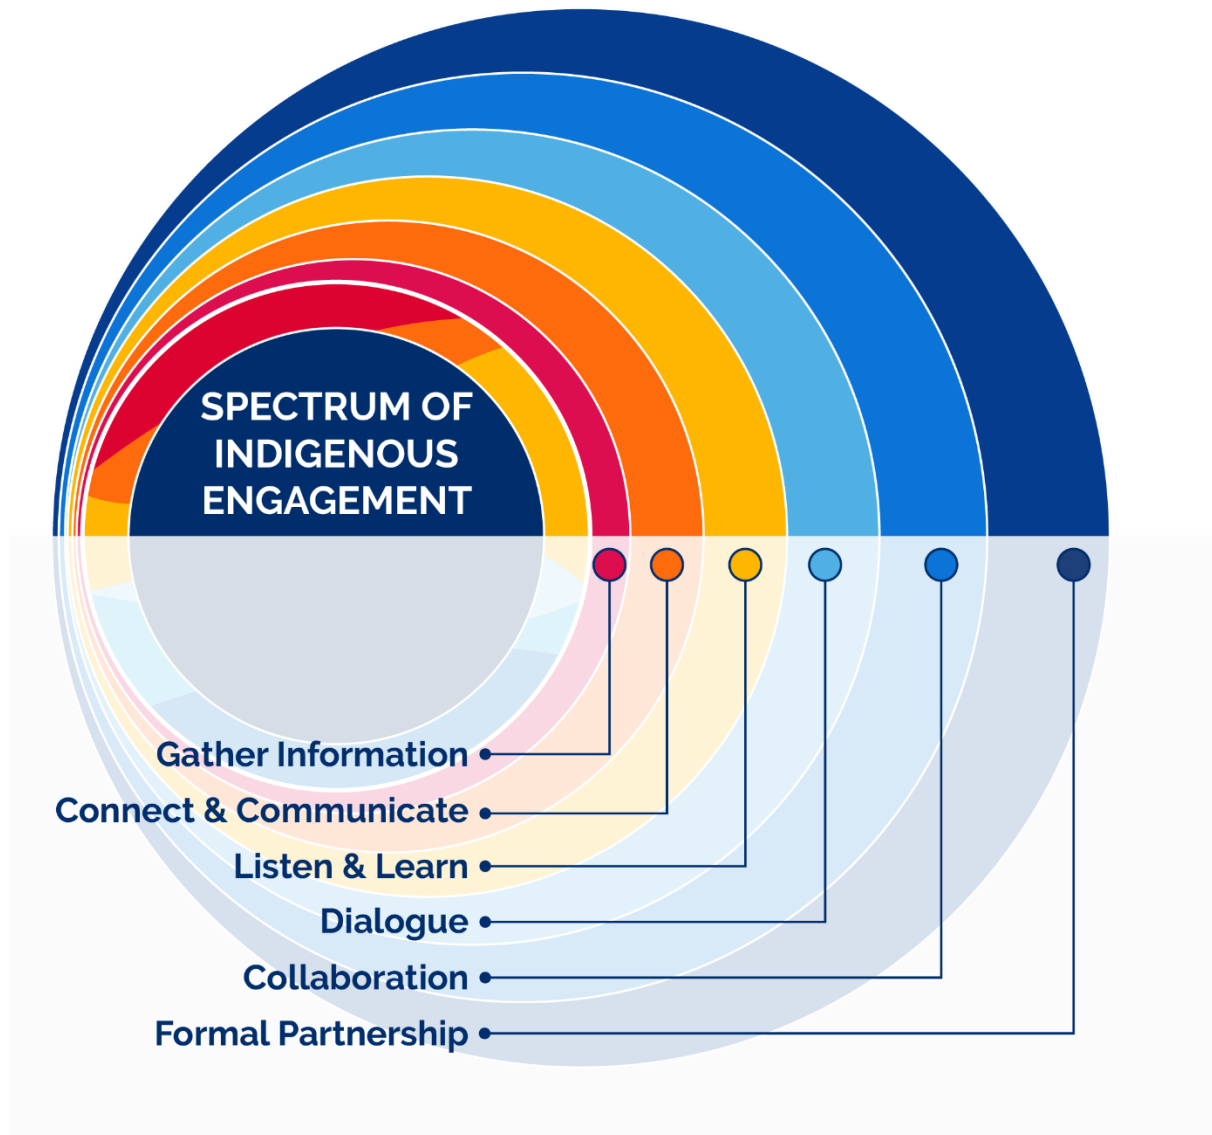 SPECTRUM OF
INDIGENOUS
ENGAGEMENT
Gather Information
Connect & Communicate
Listen & Learn
Dialogue
Collaboration
Formal Partnership